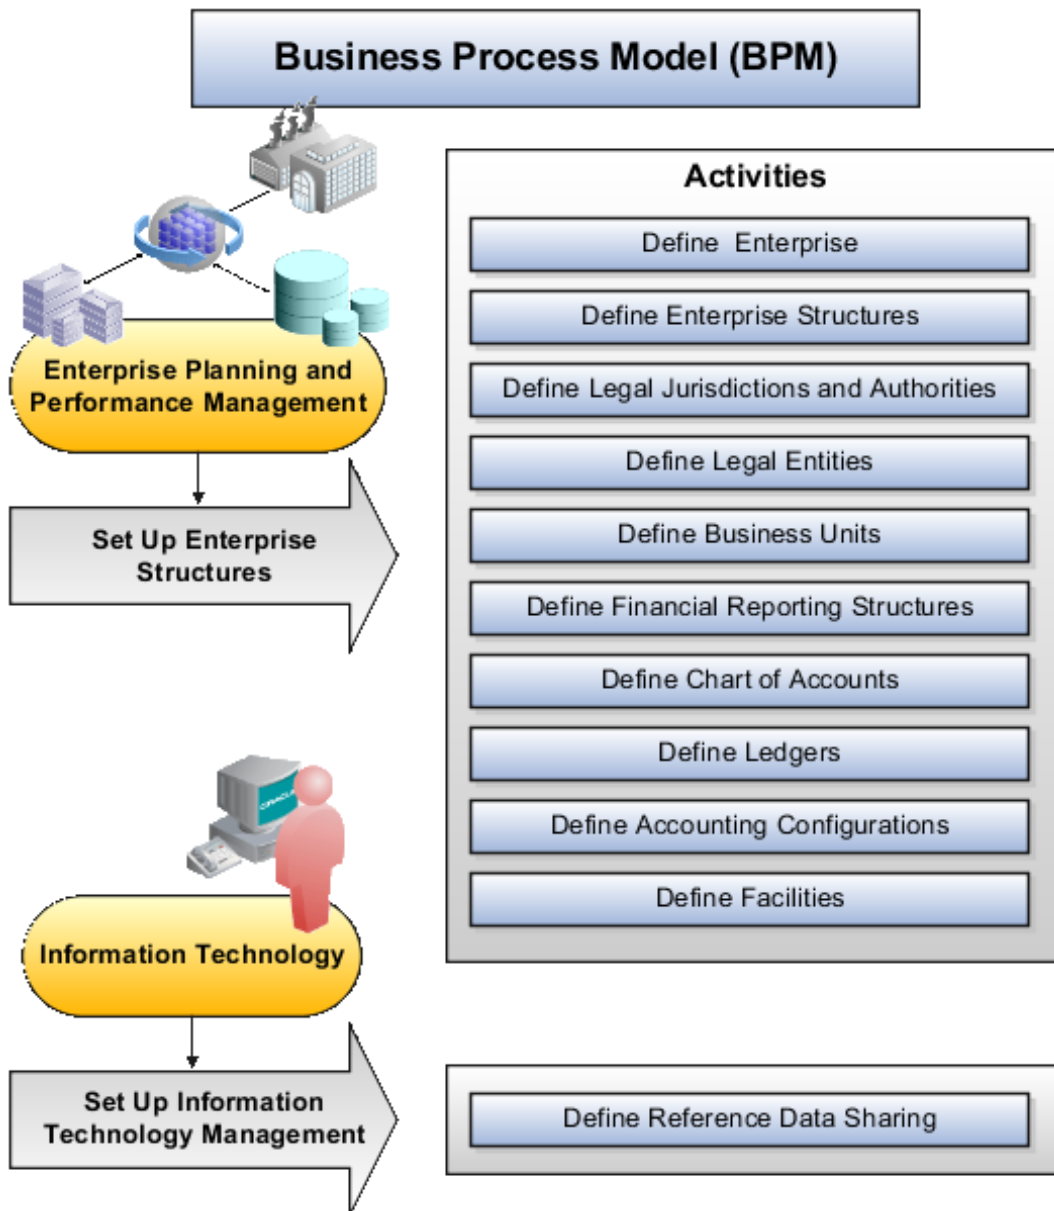 Business Process Model (BPM)
Activities
Define Enterprise
Define Enterprise Structures
Define Legal Jurisdictions and Authorities
Define Legal Entities
Define Business Units
Define Financial Reporting Structures
Define Chart of Accounts
Define Ledgers
Define Accounting Configurations
Define Facilities
Enterprise Planning and
Performance Management
Set Up Enterprise
Structures
Information Technology
Set Up Information
Technology Management
Define Reference Data Sharing